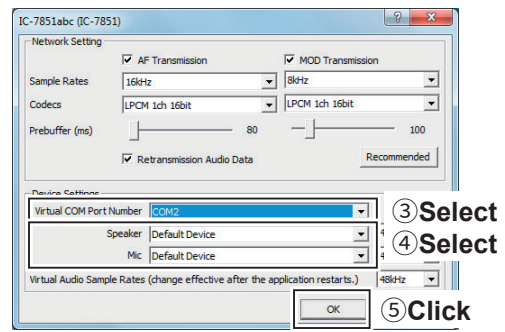 IC-7851abc (IC-7851)
Network Setting
AF Transmission MOD Transmission
Sample Rates 16kHz 8kHz
Codecs LPCM 1ch 16bit LPCM 1ch 16bit
Prebuffer (ms) 80 100
Retransmission Audio Data Recommended
Device Settings
Virtual COM Port Number COM2 ③Select
Speaker Default Device 4 ④Select
Mic Default Device 4
Virtual Audio Sample Rates (change effective after the application restarts.) 48kHz
OK ⑤Click